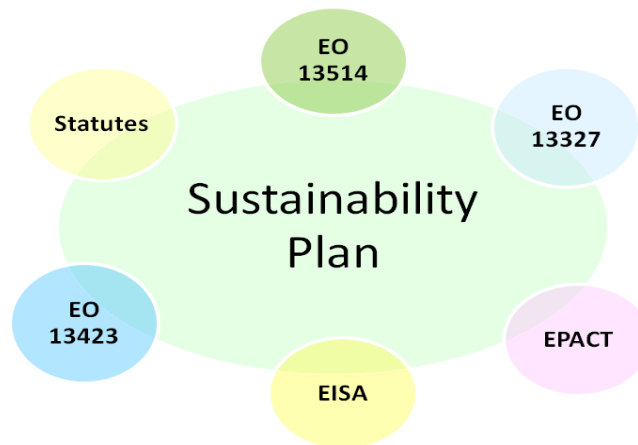 EO
13514
Statutes
EO
13327
Sustainability
Plan
EO
13423
EISA
EPACT